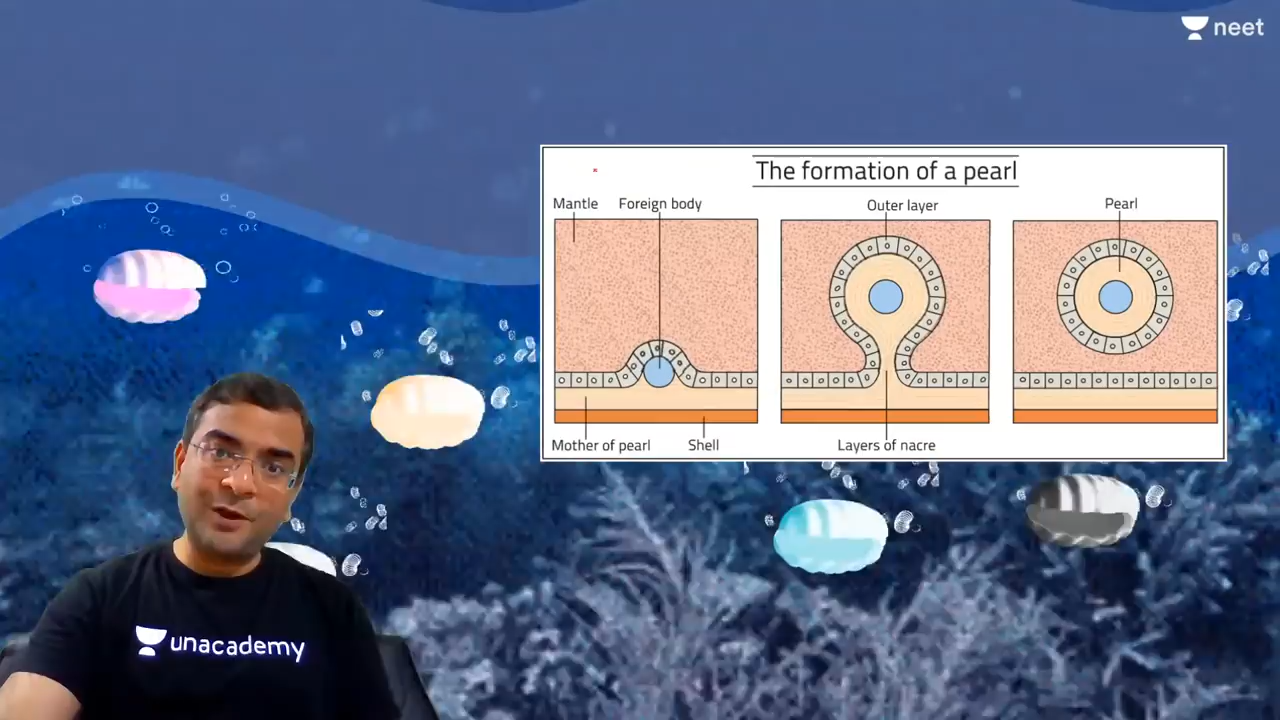 neet
The formation of a pearl
Mantle
Foreign body
Outer layer
Pearl
Mother of pearl
Shell
Layers of nacre
unacademy